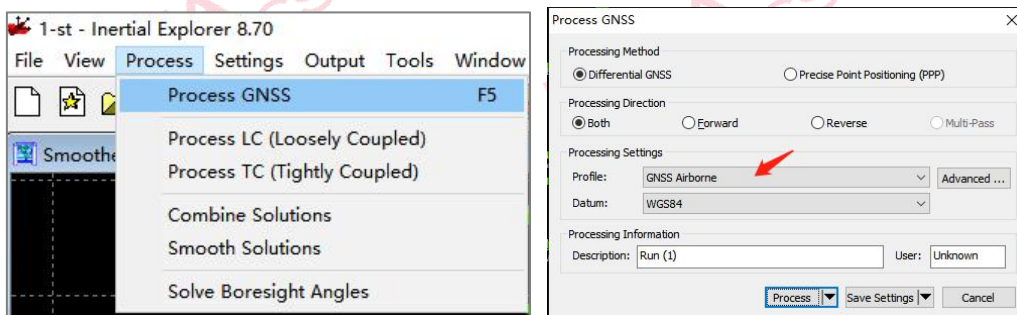 1-st - Inertial Explorer 8.70
File View Process Settings Output Tools Window
Process GNSS F5
Process LC (Loosely Coupled)
Smoothe
Process TC (Tightly Coupled)
Combine Solutions
Smooth Solutions
Solve Boresight Angles
Process GNSS
Processing Method
Differential GNSS Precise Point Positioning (PPP)
Processing Direction
Both Forward Reverse Multi-Pass
Processing Settings
Profile: GNSS Airborne Advanced ...
Datum: WGS84
Processing Information
Description: Run (1) User: Unknown
Process Save Settings Cancel